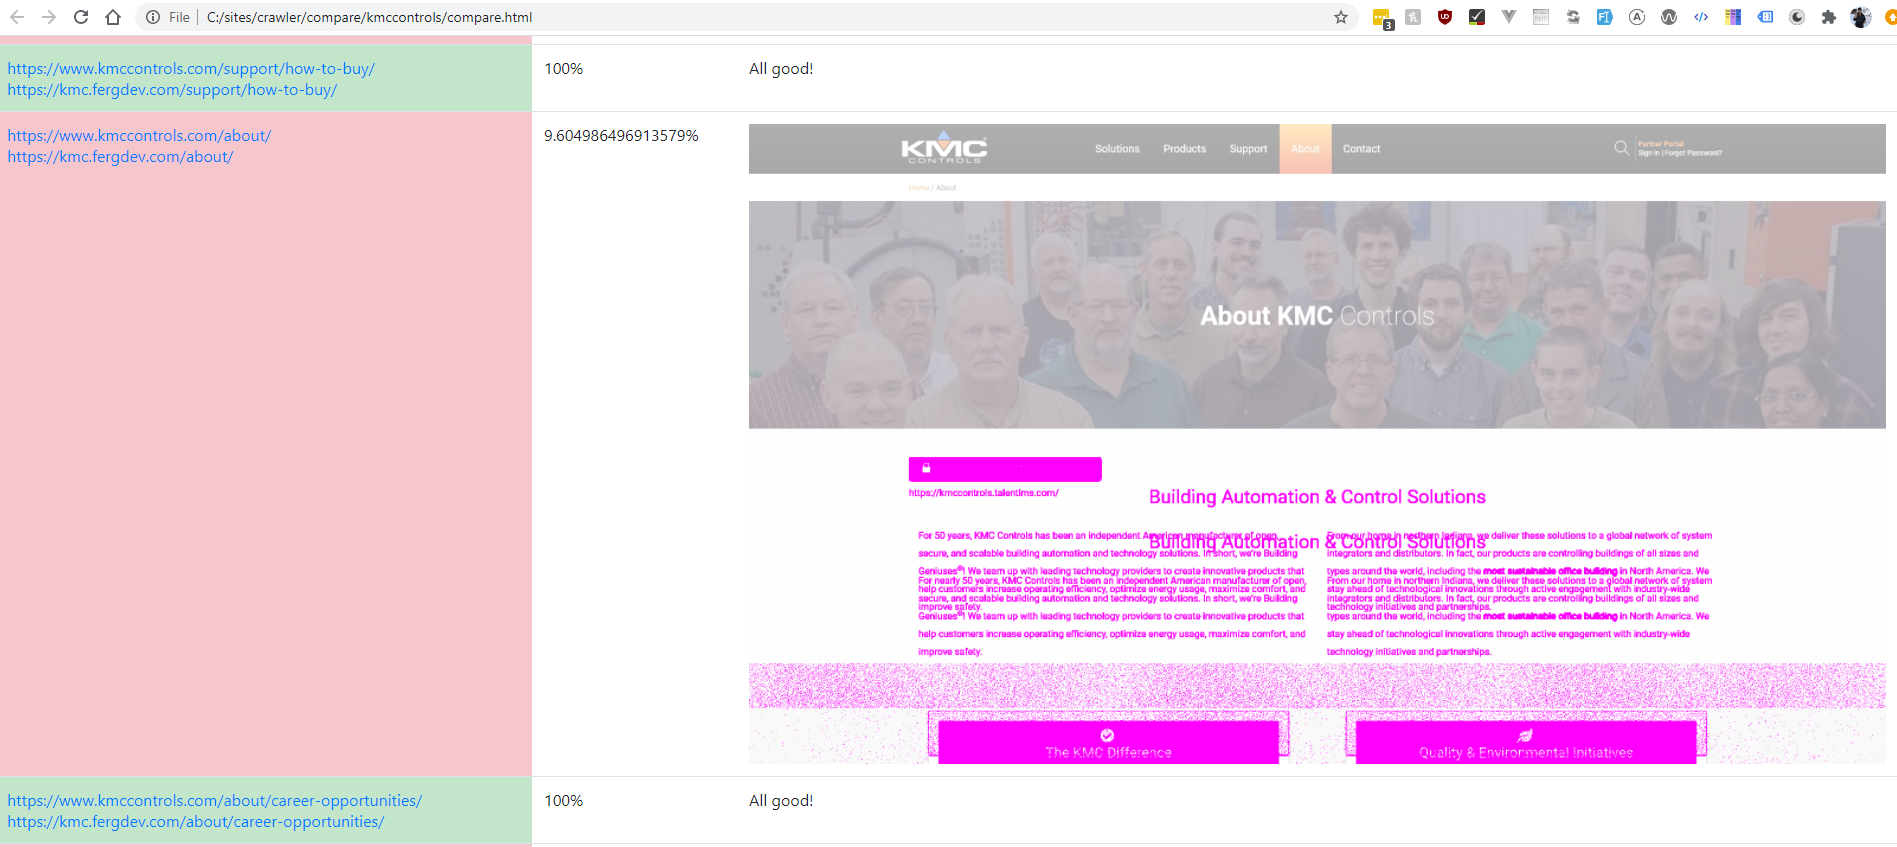 File | C:/sites/crawler/compare/kmccontrols/compare.html
3
https://www.kmccontrols.com/support/how-to-buy/
https://kmc.fergdev.com/support/how-to-buy/
100%
All good!
https://www.kmccontrols.com/about/
https://kmc.fergdev.com/about/
9.604986496913579%
KMC CONTROLS
Solutions Products Support About Contact
Partner Portal
Sign In | Forgot Password?
Home / About
About KMC Controls
https://kmccontrols.talentlms.com/
Building Automation & Control Solutions
For 50 years, KMC Controls has been an independent American manufacturer of open,
secure, and scalable building automation and technology solutions. In short, we're Building
Geniuses®! We team up with leading technology providers to create innovative products that
help customers increase operating efficiency, optimize energy usage, maximize comfort, and
improve safety.
From our home in northern Indiana, we deliver these solutions to a global network of system
integrators and distributors. In fact, our products are controlling buildings of all sizes and
types around the world, including the most sustainable office building in North America. We
stay ahead of technological innovations through active engagement with industry-wide
technology initiatives and partnerships.
Building Automation & Control Solutions
For nearly 50 years, KMC Controls has been an independent American manufacturer of open,
secure, and scalable building automation and technology solutions. In short, we're Building
Geniuses®! We team up with leading technology providers to create innovative products that
help customers increase operating efficiency, optimize energy usage, maximize comfort, and
improve safety.
From our home in northern Indiana, we deliver these solutions to a global network of system
integrators and distributors. In fact, our products are controlling buildings of all sizes and
types around the world, including the most sustainable office building in North America. We
stay ahead of technological innovations through active engagement with industry-wide
technology initiatives and partnerships.
The KMC Difference
Quality & Environmental Initiatives
https://www.kmccontrols.com/about/career-opportunities/
https://kmc.fergdev.com/about/career-opportunities/
100%
All good!